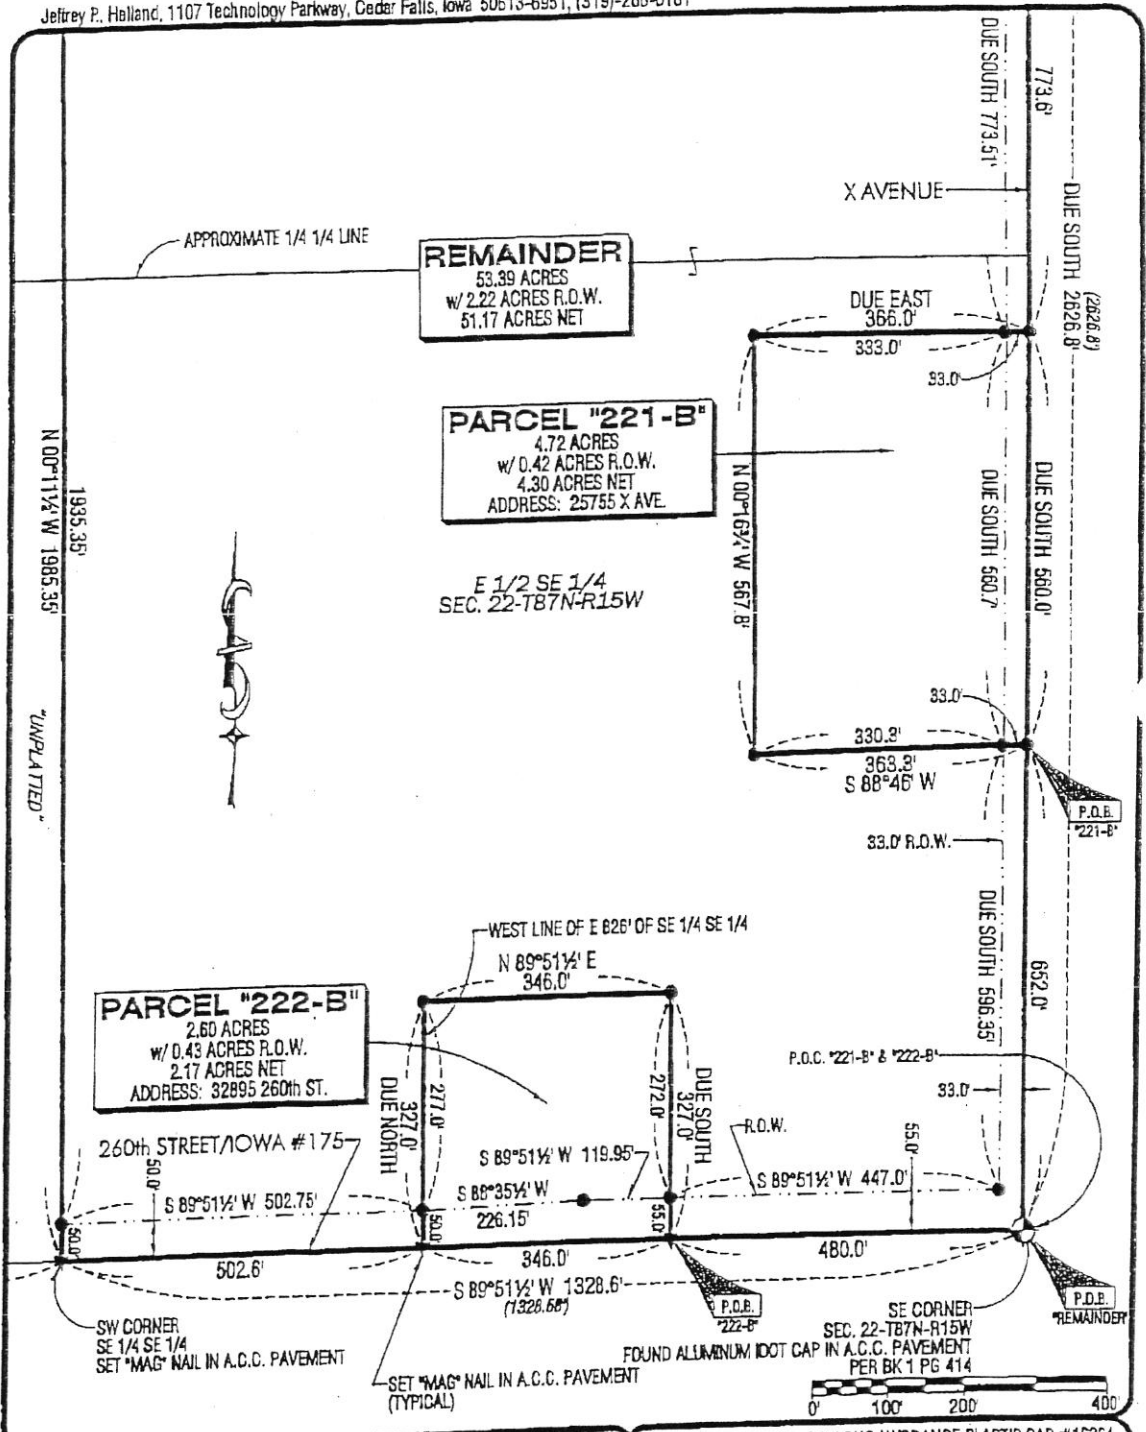 Jeffrey P. Helland, 1107 Technology Parkway, Cedar Falls, Iowa 50613-6951, (319)-266-0161
DUE SOUTH 773.51'
773.6'
X AVENUE
DUE SOUTH 2626.8'
(2626.8')
APPROXIMATE 1/4 1/4 LINE
REMAINDER
53.39 ACRES
w/ 2.22 ACRES R.O.W.
51.17 ACRES NET
DUE EAST
366.0'
333.0'
33.0'
PARCEL "221-B"
4.72 ACRES
w/ 0.42 ACRES R.O.W.
4.30 ACRES NET
ADDRESS: 25755 X AVE.
N 00°16¾' W 567.8'
DUE SOUTH 560.7'
DUE SOUTH 560.0'
N 00°11¼' W 1985.35'
1935.35'
E 1/2 SE 1/4
SEC. 22-T87N-R15W
"UNPLATTED"
33.0'
330.3'
363.3'
S 88°46' W
P.O.B.
"221-B"
33.0' R.O.W.
DUE SOUTH 596.35'
652.0'
WEST LINE OF E 826' OF SE 1/4 SE 1/4
N 89°51½' E
346.0'
PARCEL "222-B"
2.60 ACRES
w/ 0.43 ACRES R.O.W.
2.17 ACRES NET
ADDRESS: 32895 260th ST.
P.O.C. "221-B" & "222-B"
33.0'
DUE NORTH
327.0'
277.0'
272.0'
327.0'
DUE SOUTH
R.O.W.
55.0'
260th STREET/IOWA #175
50.0'
S 89°51½' W 119.95'
S 89°51½' W 502.75'
S 88°35½' W
226.15'
S 89°51½' W 447.0'
50.0'
50.0'
55.0'
502.6'
346.0'
480.0'
S 89°51½' W 1328.6'
(1328.68')
P.O.B.
"222-B"
P.O.B.
"REMAINDER"
SW CORNER
SE 1/4 SE 1/4
SET "MAG" NAIL IN A.C.C. PAVEMENT
SE CORNER
SEC. 22-T87N-R15W
FOUND ALUMINUM IDOT CAP IN A.C.C. PAVEMENT
PER BK 1 PG 414
SET "MAG" NAIL IN A.C.C. PAVEMENT
(TYPICAL)
0' 100' 200' 400'